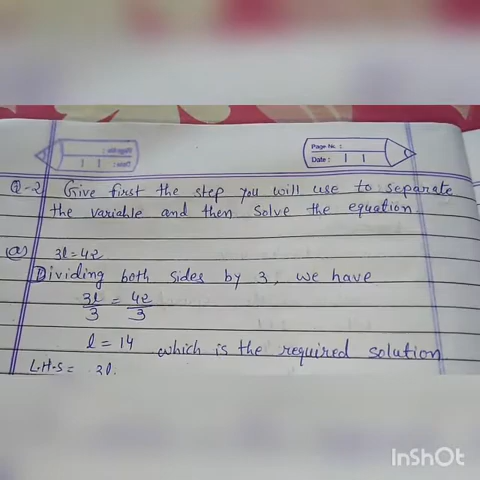 Page No. :
Date :
Q-2 Give first the step you will use to separate
the variable and then solve the equation.
(a) 3l=42
Dividing both sides by 3, we have
3l/3 = 42/3
l = 14 which is the required solution
L.H.S = 3l.
InShOt